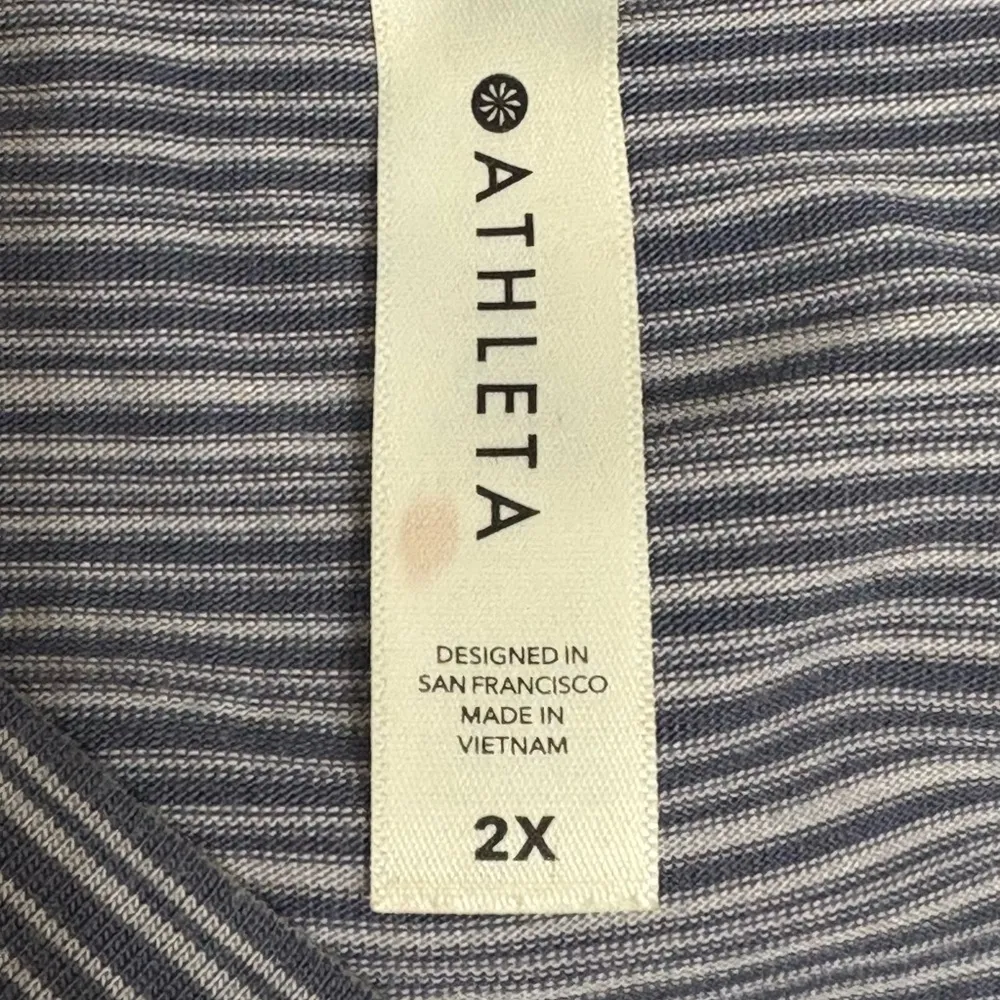 ATHLETA
DESIGNED IN
SAN FRANCISCO
MADE IN
VIETNAM
2X